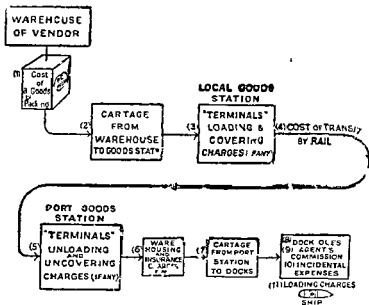 WAREHOUSE
OF VENDOR
(1) Cost
of
Goods
&
Packing
(2)
CARTAGE
FROM
WAREHOUSE
TO GOODS STATN
(3)
LOCAL GOODS
STATION
"TERMINALS"
LOADING &
COVERING
CHARGES (IF ANY)
(4) COST OF TRANSIT
BY RAIL
PORT GOODS
STATION
(5)
"TERMINALS"
UNLOADING
AND
UNCOVERING
CHARGES (IF ANY)
(6)
WARE
HOUSING
AND
INSURANCE
(7)
CARTAGE
FROM PORT
STATION
TO DOCKS
(8) DOCK
(9) AGENT'S
COMMISSION
(10) INCIDENTAL
EXPENSES
(11) LOADING CHARGES
SHIP